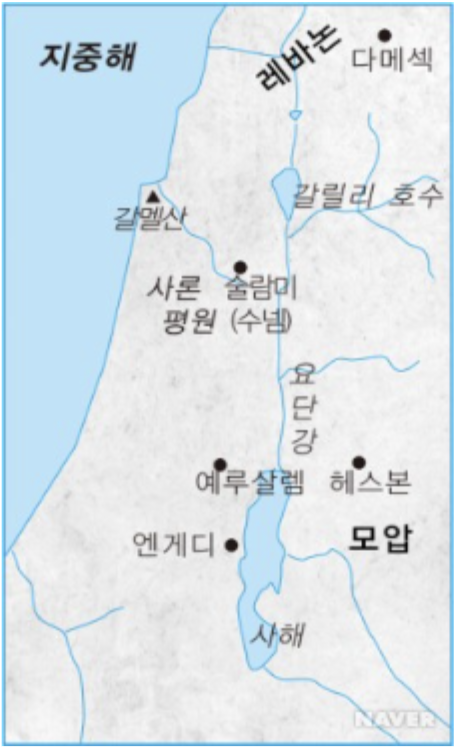 지중해
레바논
다메섹
갈릴리 호수
갈멜산
사론 술람미
평원 (수넴)
요
단
강
예루살렘 헤스본
엔게디
모압
사해
NAVER